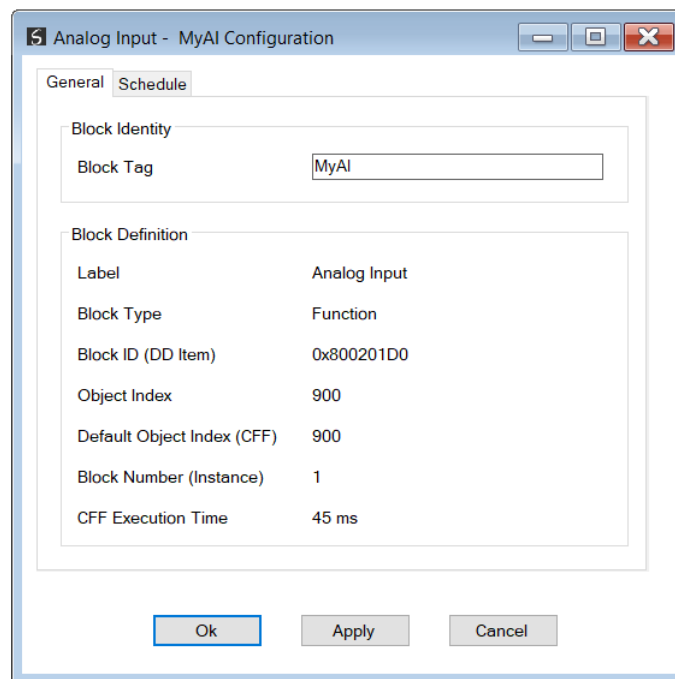 Analog Input -  MyAI Configuration
General Schedule
Block Identity
Block Tag MyAI
Block Definition
Label Analog Input
Block Type Function
Block ID (DD Item) 0x800201D0
Object Index 900
Default Object Index (CFF) 900
Block Number (Instance) 1
CFF Execution Time 45 ms
Ok Apply Cancel